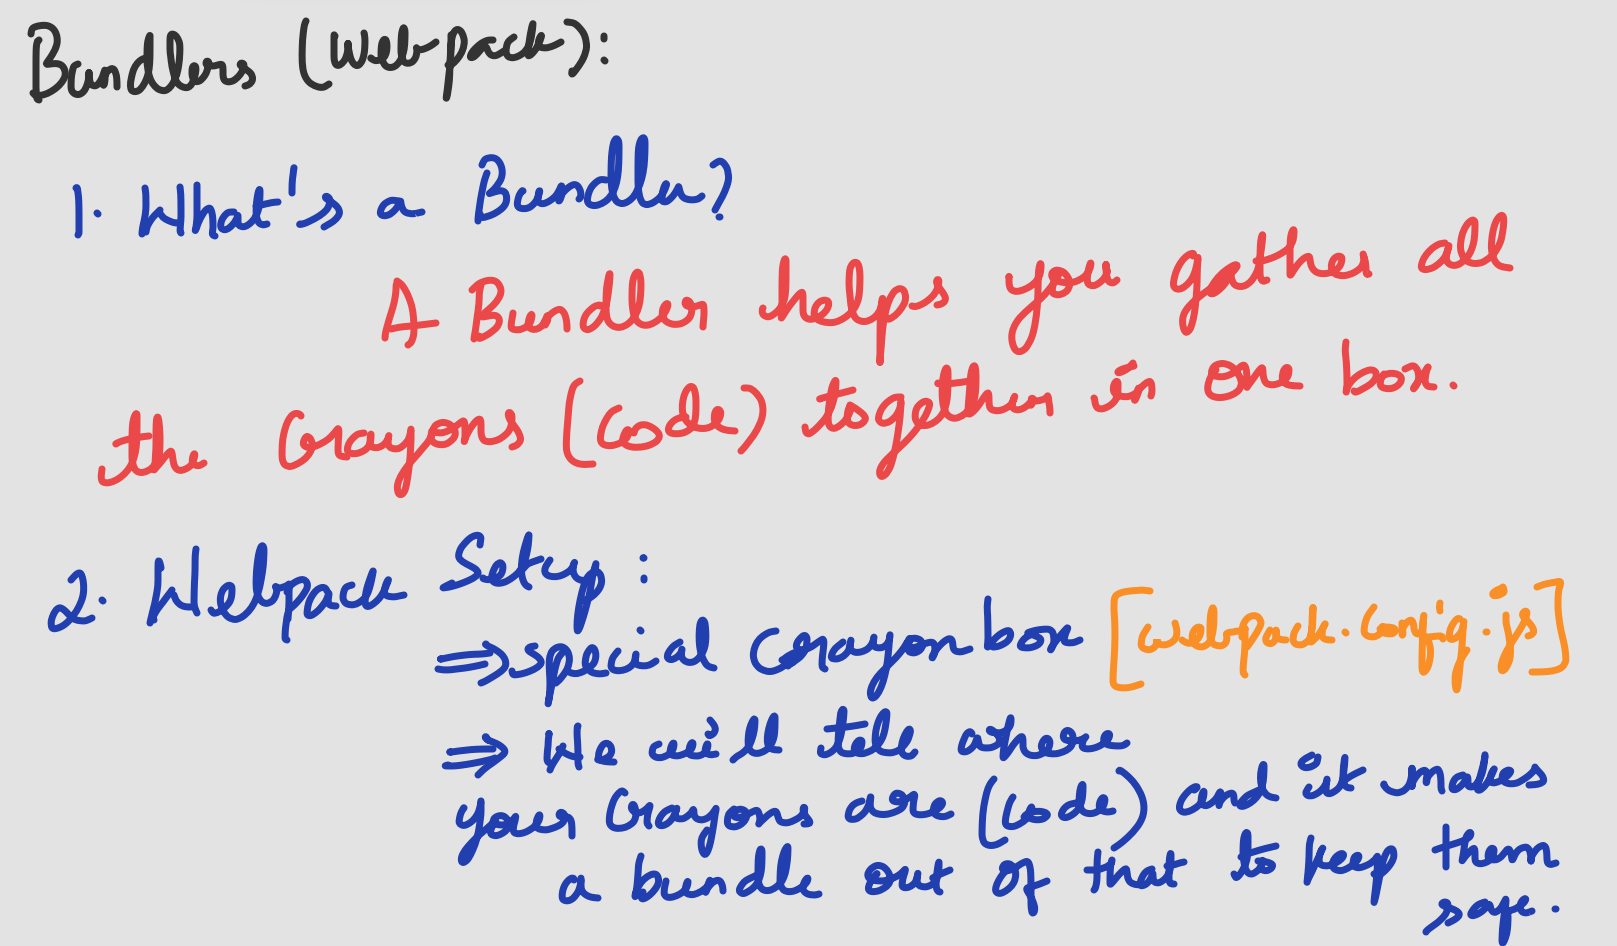 Bundlers (Webpack):
1. What's a Bundler?
A Bundler helps you gather all
the Crayons (Code) together in one box.
2. Webpack Setup :
⇒ special Crayon box [webpack.config.js]
⇒ We will tell where
your Crayons are (Code) and it makes
a bundle out of that to keep them
safe.